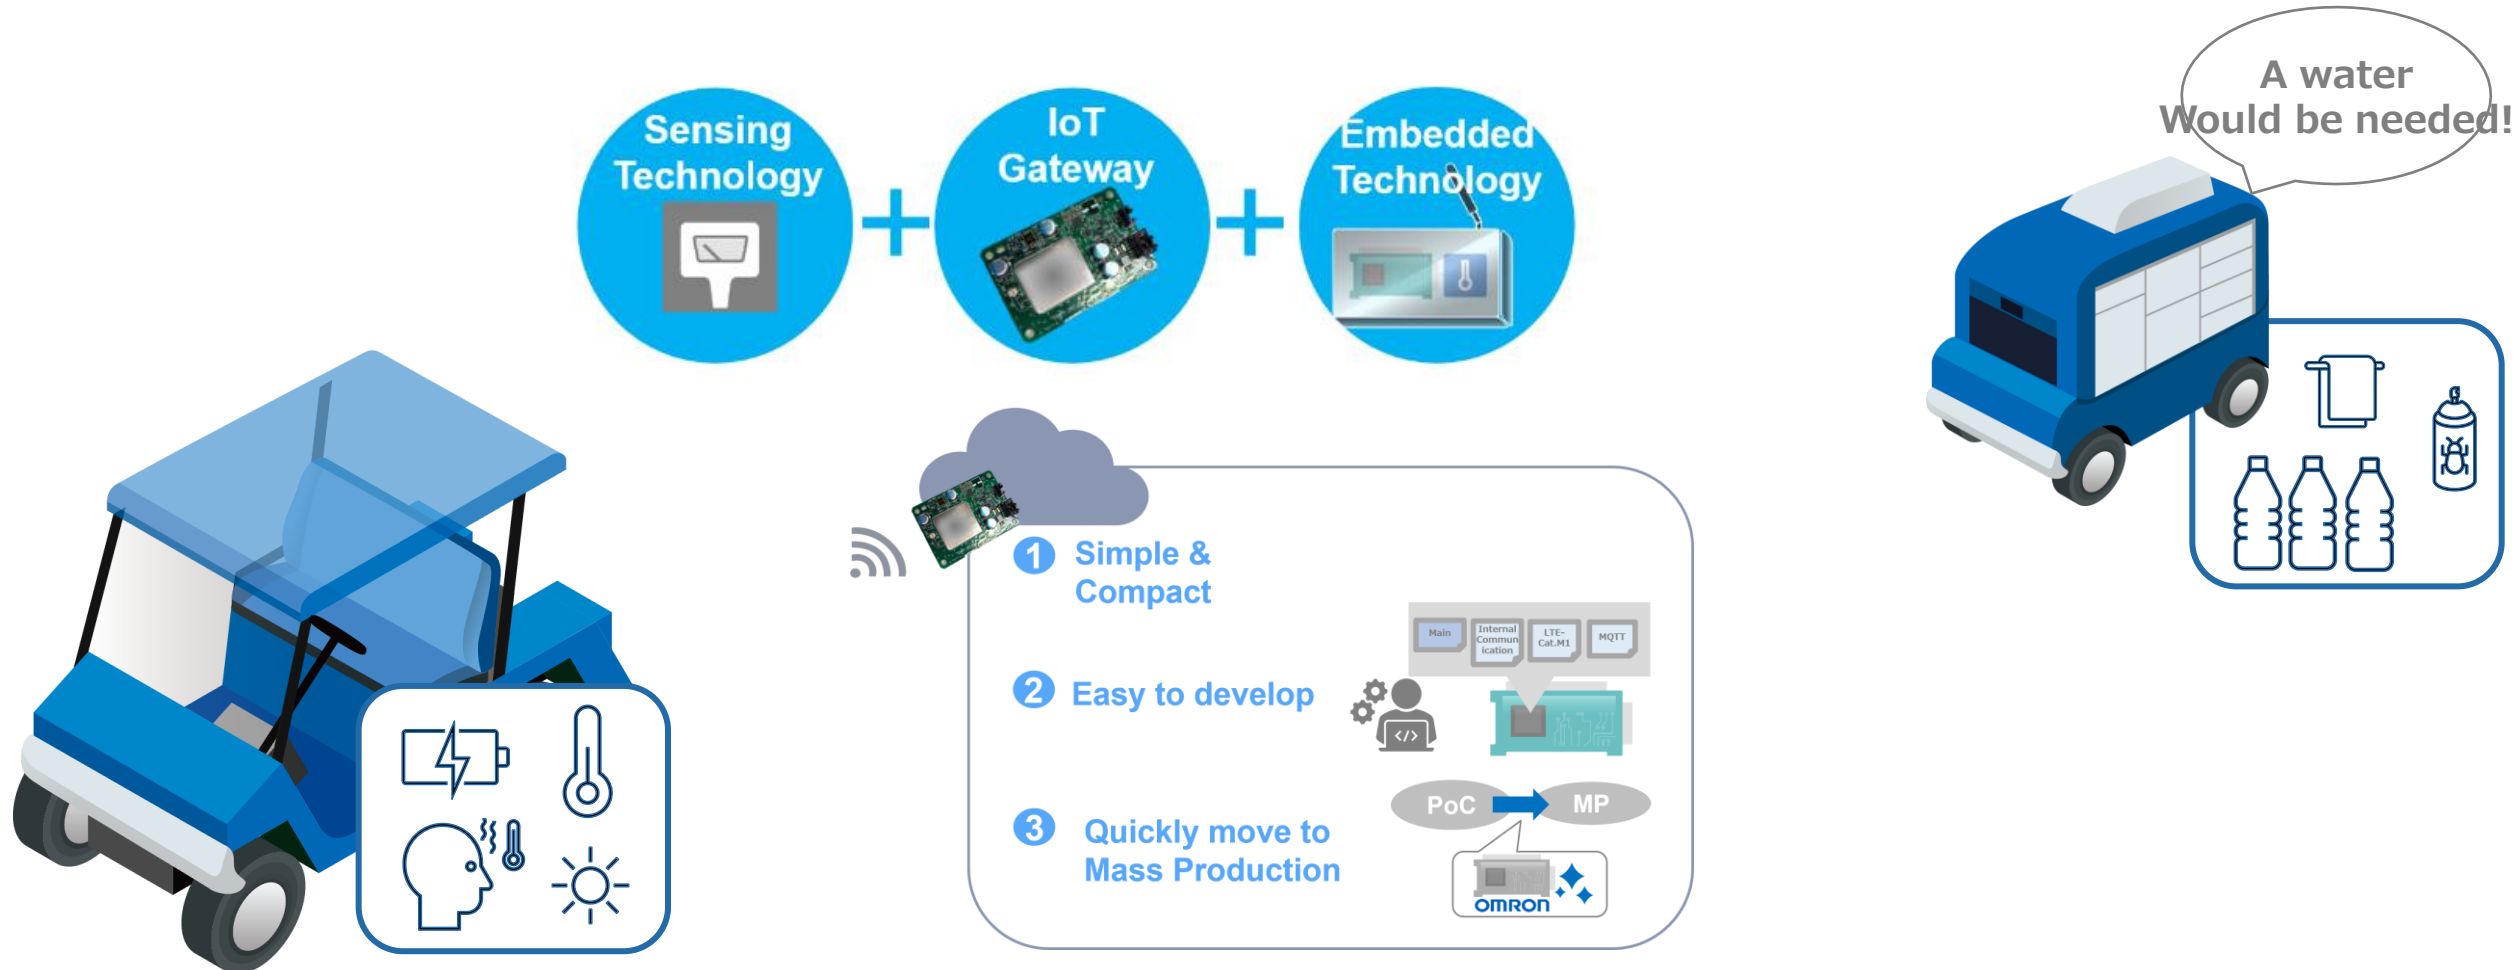 Sensing
Technology
IoT
Gateway
Embedded
Technology
A water
Would be needed!
1 Simple &
Compact
Main
Internal
Commun
ication
LTE-
Cat.M1
MQTT
2 Easy to develop
</>
PoC
MP
3 Quickly move to
Mass Production
OMRON